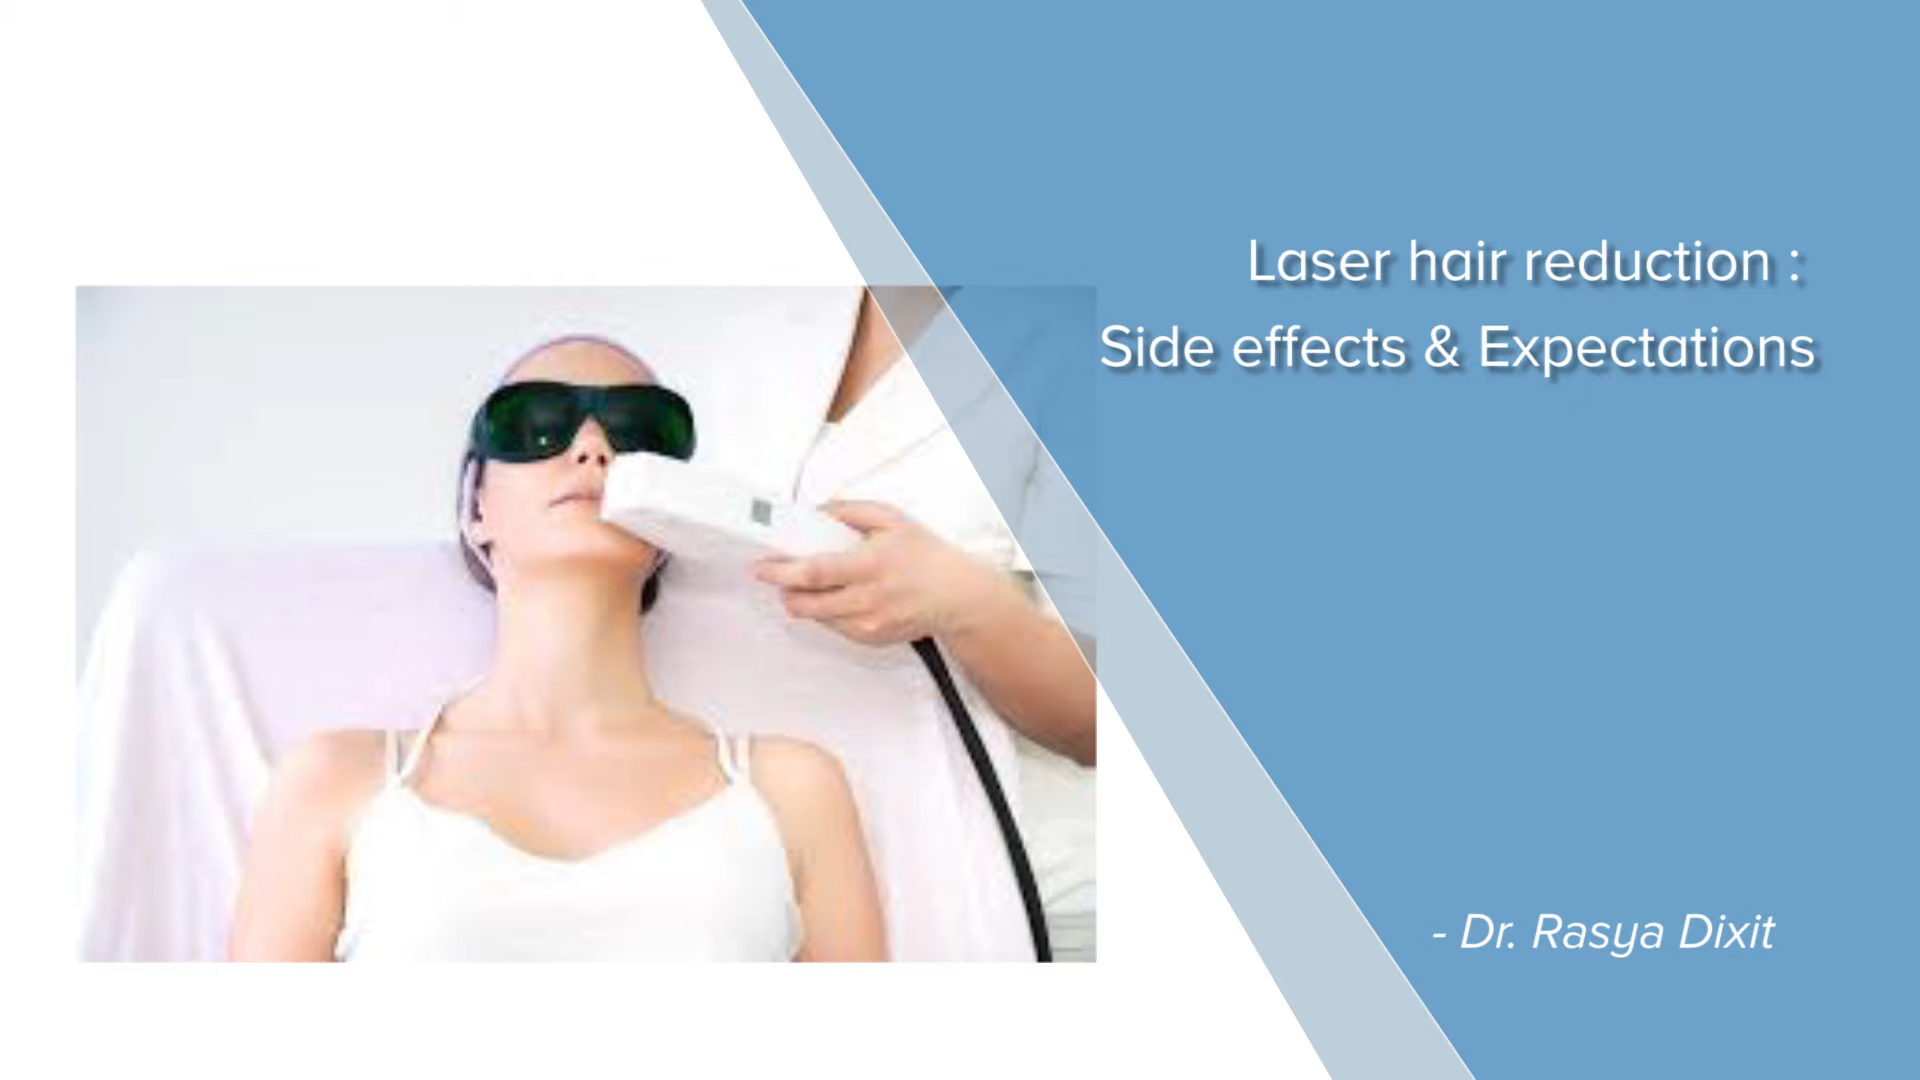 Laser hair reduction :
Side effects & Expectations
- Dr. Rasya Dixit